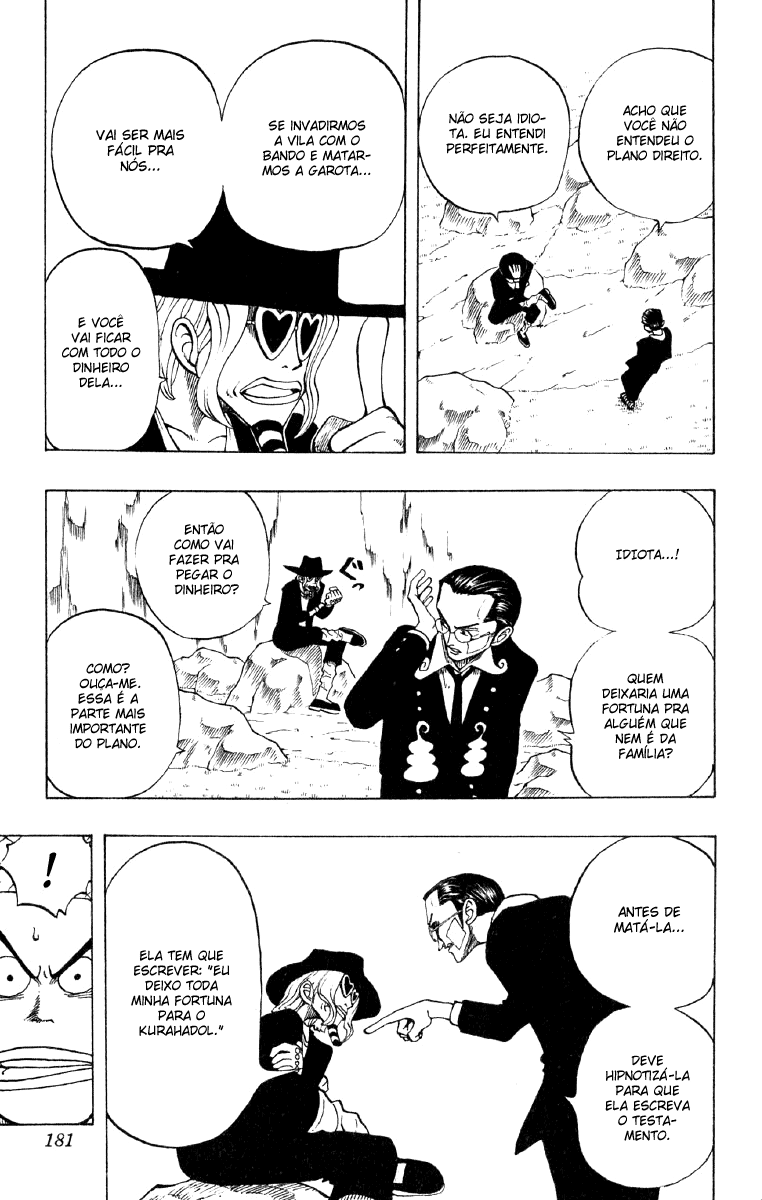 ACHO QUE
VOCÊ NÃO
ENTENDEU O
PLANO DIREITO.
NÃO SEJA IDIO-
TA. EU ENTENDI
PERFEITAMENTE.
SE INVADIRMOS
A VILA COM O
BANDO E MATAR-
MOS A GAROTA...
VAI SER MAIS
FÁCIL PRA
NÓS...
E VOCÊ
VAI FICAR
COM TODO O
DINHEIRO
DELA...
IDIOTA...!
QUEM
DEIXARIA UMA
FORTUNA PRA
ALGUÉM QUE
NEM É DA
FAMÍLIA?
ぐっ
ENTÃO
COMO VAI
FAZER PRA
PEGAR O
DINHEIRO?
COMO?
OUÇA-ME.
ESSA É A
PARTE MAIS
IMPORTANTE
DO PLANO.
ANTES DE
MATÁ-LA...
DEVE
HIPNOTIZÁ-LA
PARA QUE
ELA ESCREVA
O TESTA-
MENTO.
ELA TEM QUE
ESCREVER: "EU
DEIXO TODA
MINHA FORTUNA
PARA O
KURAHADOL."
!
181